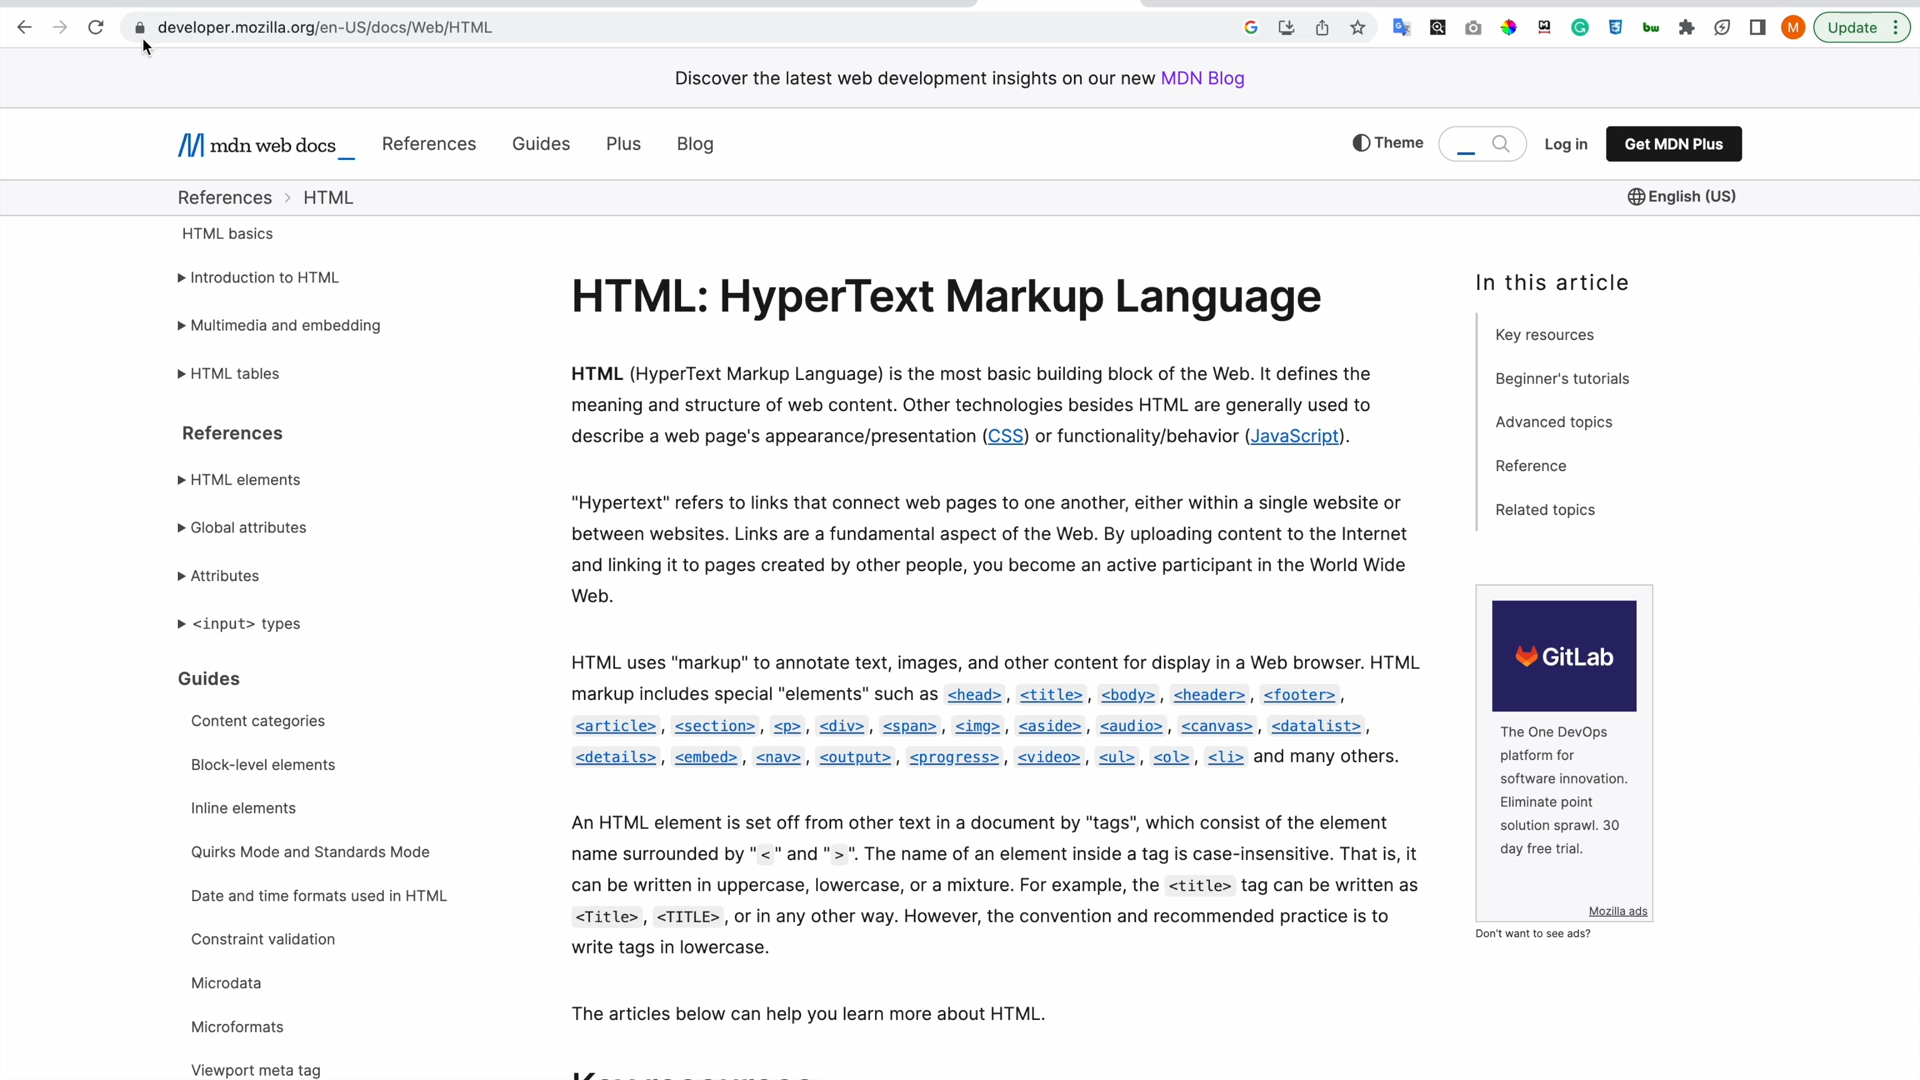 developer.mozilla.org/en-US/docs/Web/HTML
M
Update
Discover the latest web development insights on our new MDN Blog
mdn web docs_
References
Guides
Plus
Blog
Theme
Log in
Get MDN Plus
References > HTML
English (US)
HTML basics
Introduction to HTML
Multimedia and embedding
HTML tables
References
HTML elements
Global attributes
Attributes
<input> types
Guides
Content categories
Block-level elements
Inline elements
Quirks Mode and Standards Mode
Date and time formats used in HTML
Constraint validation
Microdata
Microformats
Viewport meta tag
HTML: HyperText Markup Language
HTML (HyperText Markup Language) is the most basic building block of the Web. It defines the
meaning and structure of web content. Other technologies besides HTML are generally used to
describe a web page's appearance/presentation (CSS) or functionality/behavior (JavaScript).
"Hypertext" refers to links that connect web pages to one another, either within a single website or
between websites. Links are a fundamental aspect of the Web. By uploading content to the Internet
and linking it to pages created by other people, you become an active participant in the World Wide
Web.
HTML uses "markup" to annotate text, images, and other content for display in a Web browser. HTML
markup includes special "elements" such as <head>, <title>, <body>, <header>, <footer>,
<article>, <section>, <p>, <div>, <span>, <img>, <aside>, <audio>, <canvas>, <datalist>,
<details>, <embed>, <nav>, <output>, <progress>, <video>, <ul>, <ol>, <li> and many others.
An HTML element is set off from other text in a document by "tags", which consist of the element
name surrounded by "<" and ">". The name of an element inside a tag is case-insensitive. That is, it
can be written in uppercase, lowercase, or a mixture. For example, the <title> tag can be written as
<Title>, <TITLE>, or in any other way. However, the convention and recommended practice is to
write tags in lowercase.
The articles below can help you learn more about HTML.
In this article
Key resources
Beginner's tutorials
Advanced topics
Reference
Related topics
GitLab
The One DevOps
platform for
software innovation.
Eliminate point
solution sprawl. 30
day free trial.
Mozilla ads
Don't want to see ads?